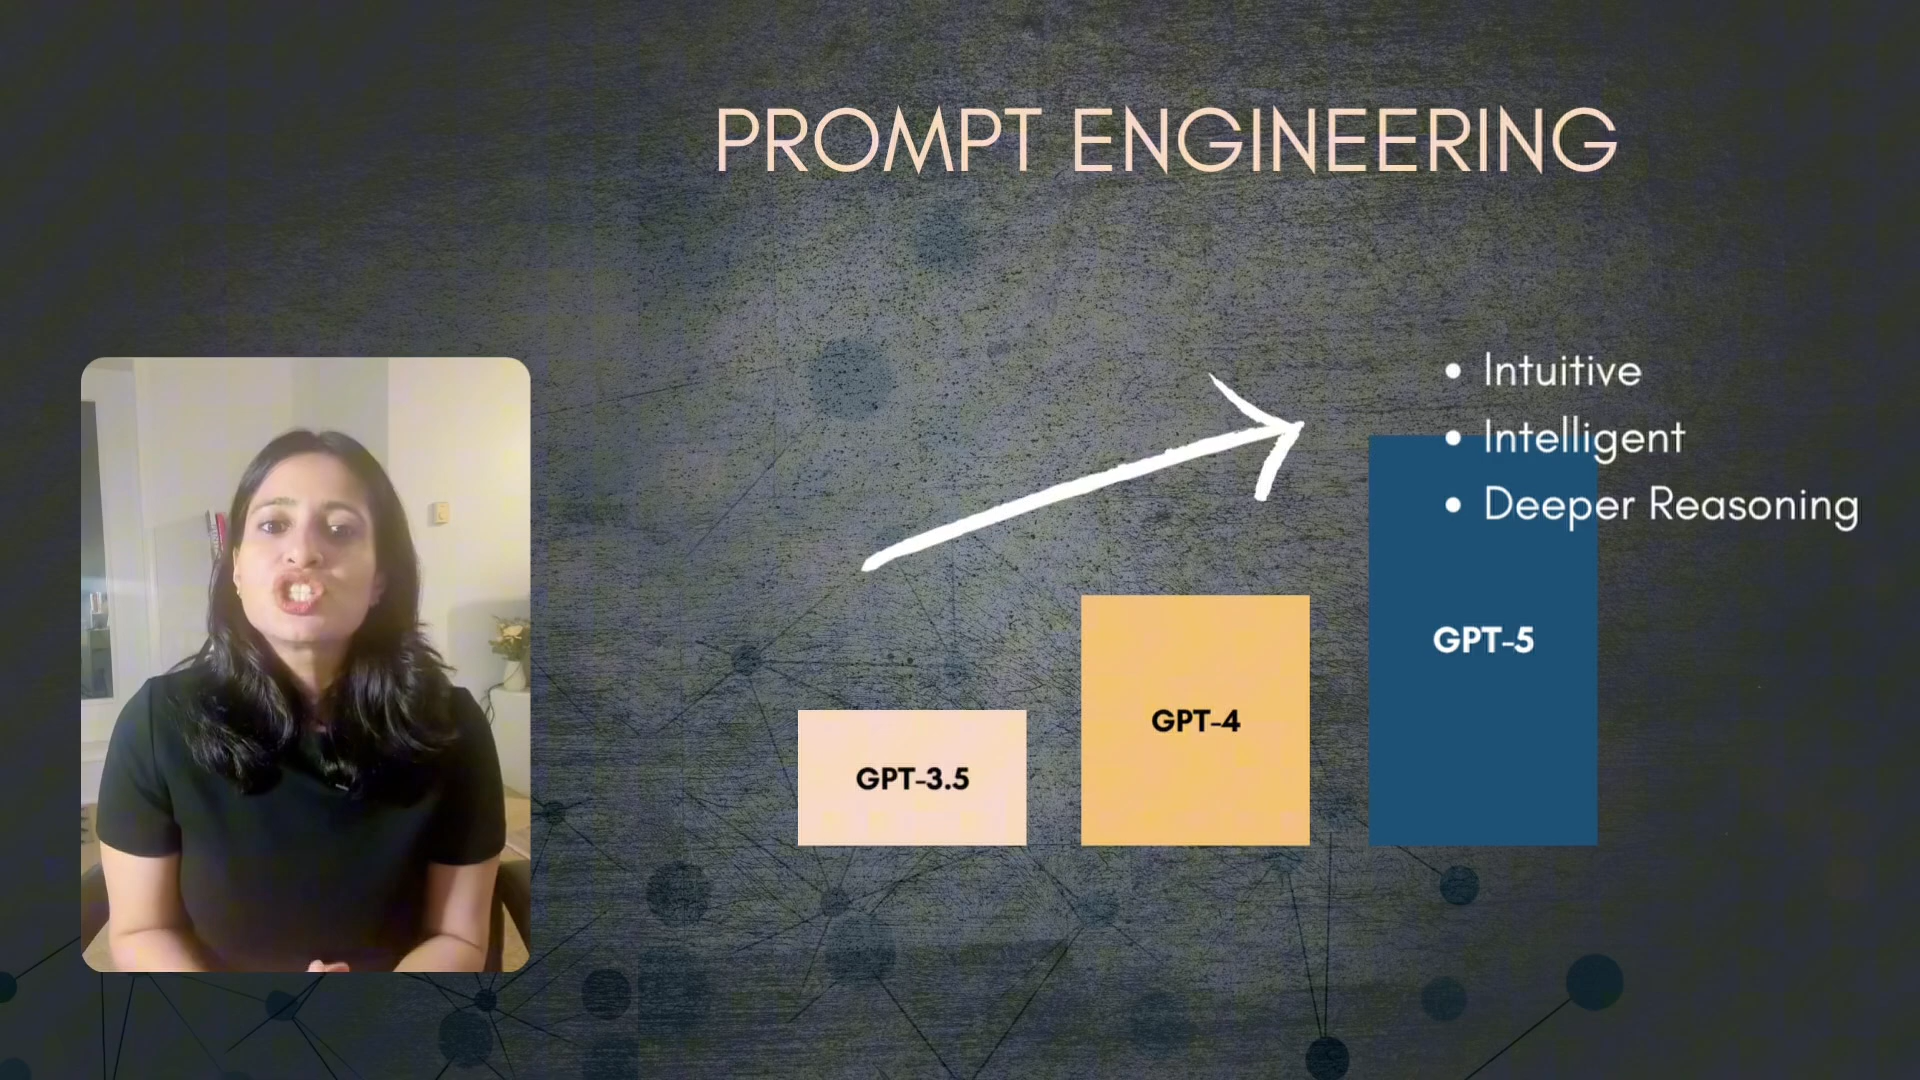 PROMPT ENGINEERING
• Intuitive
• Intelligent
• Deeper Reasoning
GPT-3.5
GPT-4
GPT-5